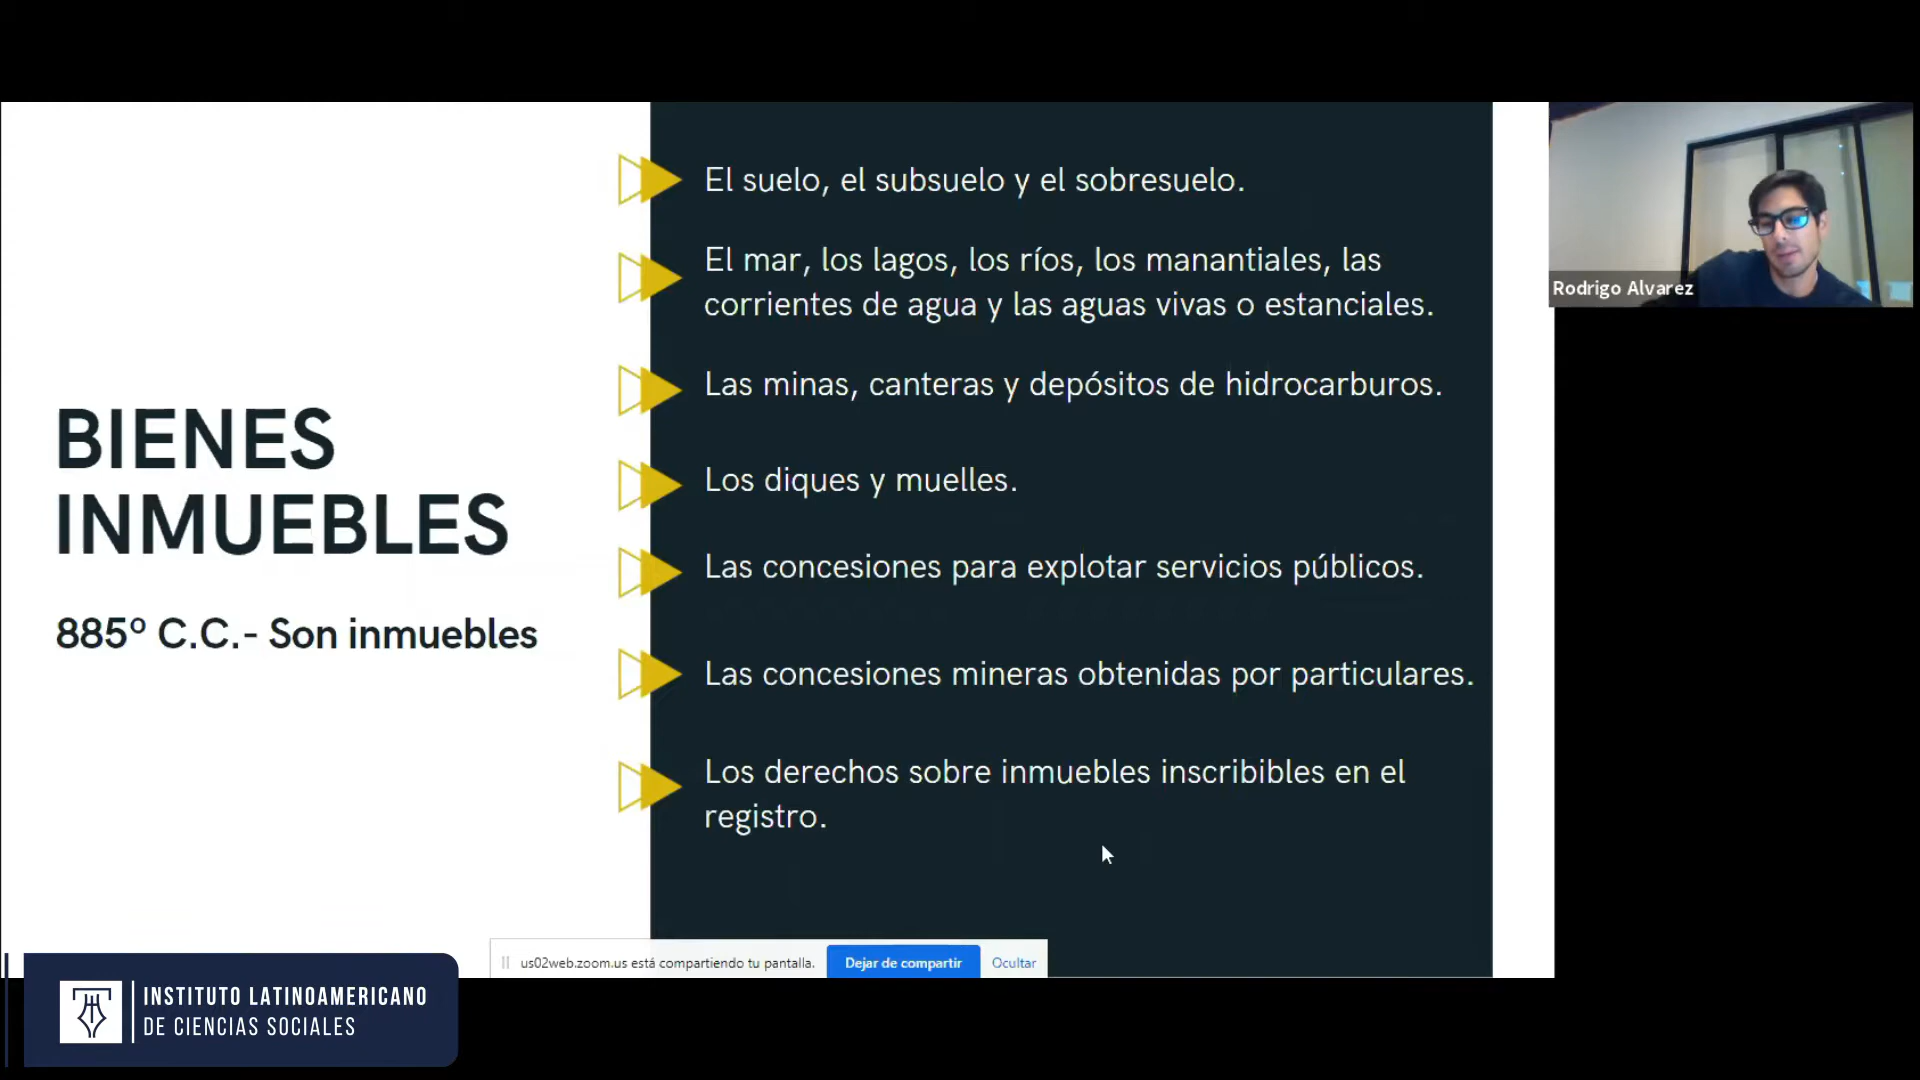 El suelo, el subsuelo y el sobresuelo.
El mar, los lagos, los ríos, los manantiales, las
corrientes de agua y las aguas vivas o estanciales.
Las minas, canteras y depósitos de hidrocarburos.
BIENES
INMUEBLES
885º C.C.- Son inmuebles
Los diques y muelles.
Las concesiones para explotar servicios públicos.
Las concesiones mineras obtenidas por particulares.
Los derechos sobre inmuebles inscribibles en el
registro.
Rodrigo Alvarez
us02web.zoom.us está compartiendo tu pantalla.
Dejar de compartir
Ocultar
INSTITUTO LATINOAMERICANO
DE CIENCIAS SOCIALES